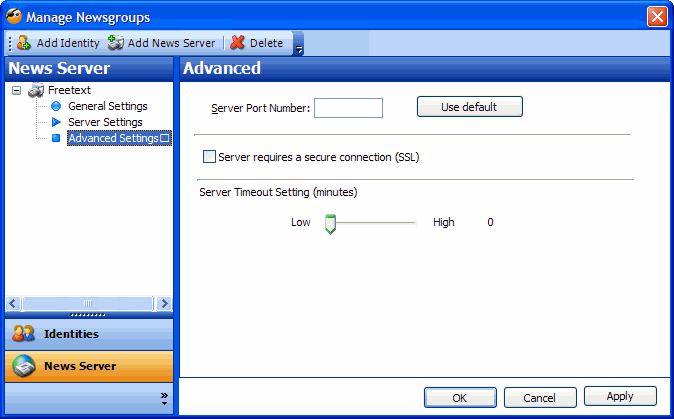 Manage Newsgroups
Add Identity Add News Server Delete
News Server
Freetext
General Settings
Server Settings
Advanced Settings
Identities
News Server
Advanced
Server Port Number: Use default
Server requires a secure connection (SSL)
Server Timeout Setting (minutes)
Low High 0
OK Cancel Apply